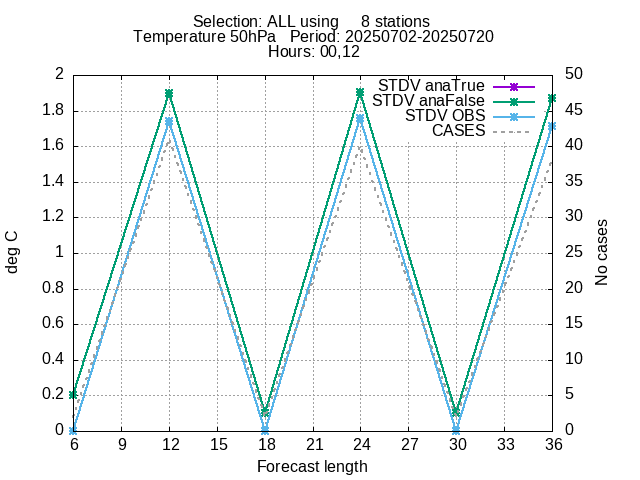 Selection: ALL using     8 stations
Temperature 50hPa   Period: 20250702-20250720
Hours: 00,12
STDV anaTrue
STDV anaFalse
STDV OBS
CASES
2
1.8
1.6
1.4
1.2
1
0.8
0.6
0.4
0.2
0
50
45
40
35
30
25
20
15
10
5
0
deg C
No cases
6 9 12 15 18 21 24 27 30 33 36
Forecast length